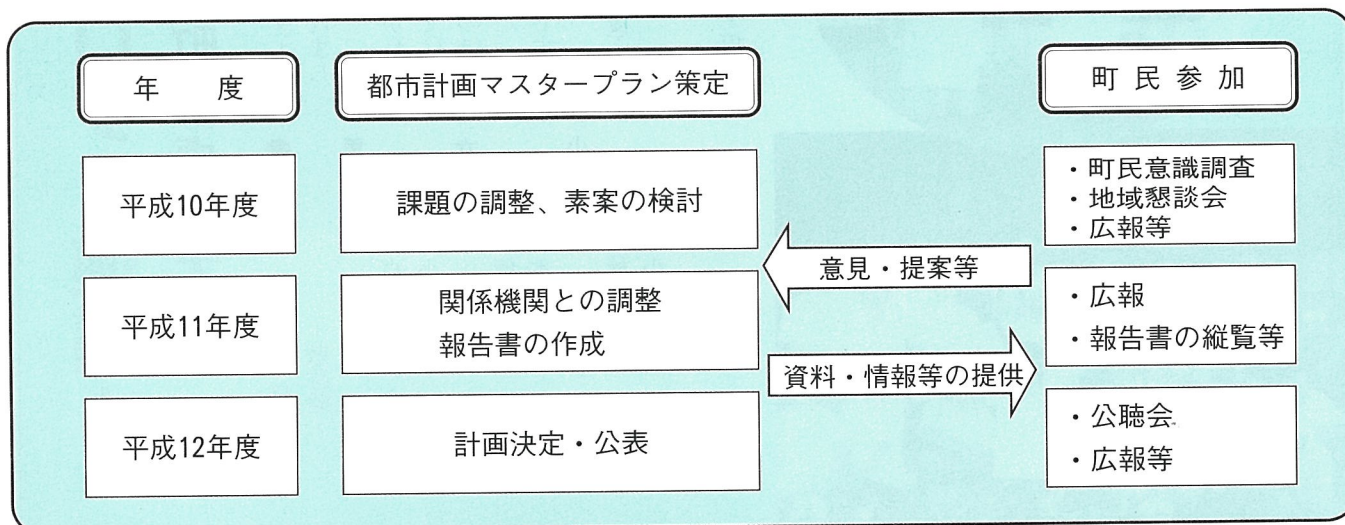 年　度
都市計画マスタープラン策定
町民参加
平成10年度
課題の調整、素案の検討
・町民意識調査
・地域懇談会
・広報等
意見・提案等
平成11年度
関係機関との調整
報告書の作成
・広報
・報告書の縦覧等
資料・情報等の提供
平成12年度
計画決定・公表
・公聴会
・広報等